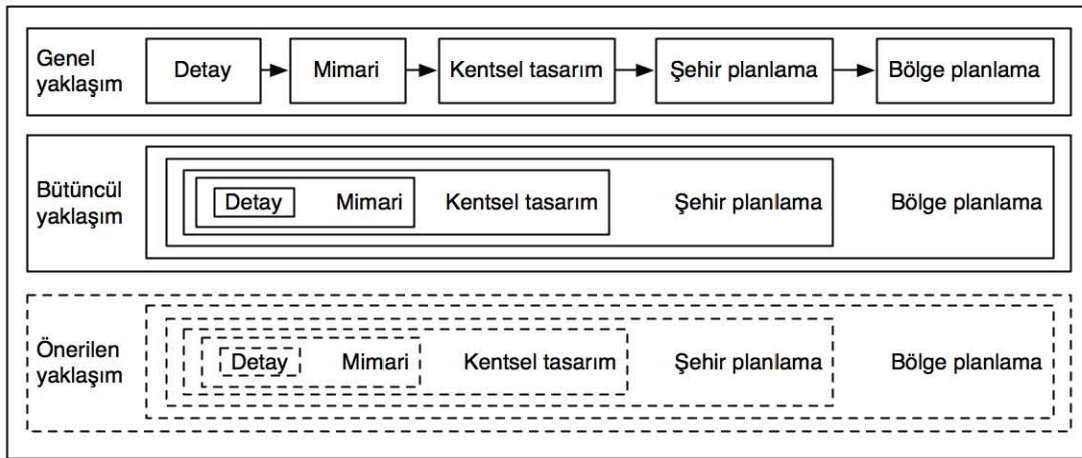 Genel
yaklaşım
Detay
Mimari
Kentsel tasarım
Şehir planlama
Bölge planlama
Bütüncül
yaklaşım
Detay
Mimari
Kentsel tasarım
Şehir planlama
Bölge planlama
Önerilen
yaklaşım
Detay
Mimari
Kentsel tasarım
Şehir planlama
Bölge planlama